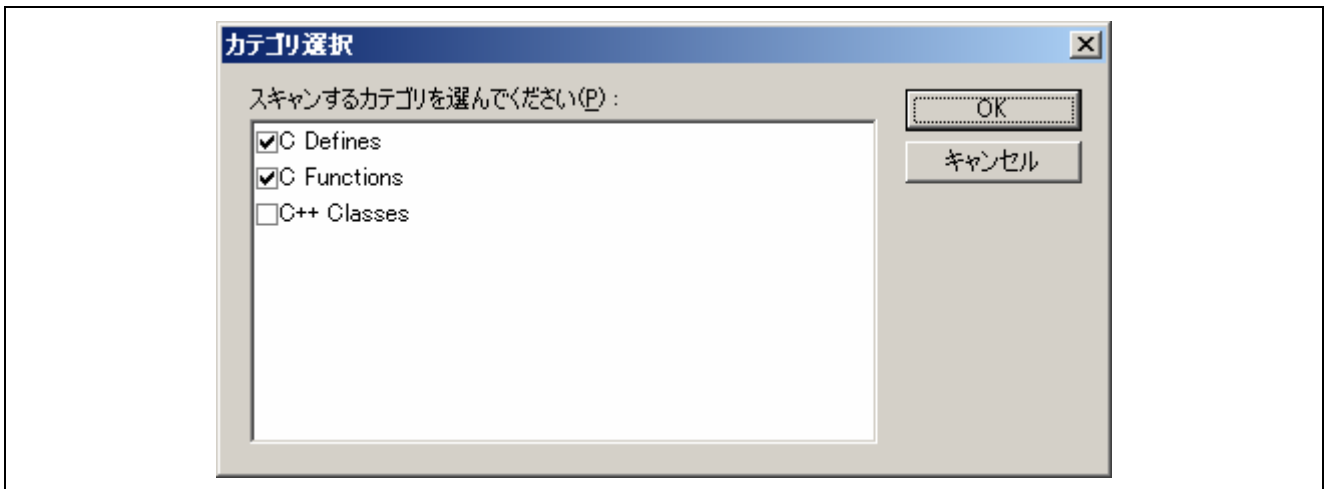 カテゴリ選択
スキャンするカテゴリを選んでください(P):
C Defines
C Functions
C++ Classes
OK
キャンセル